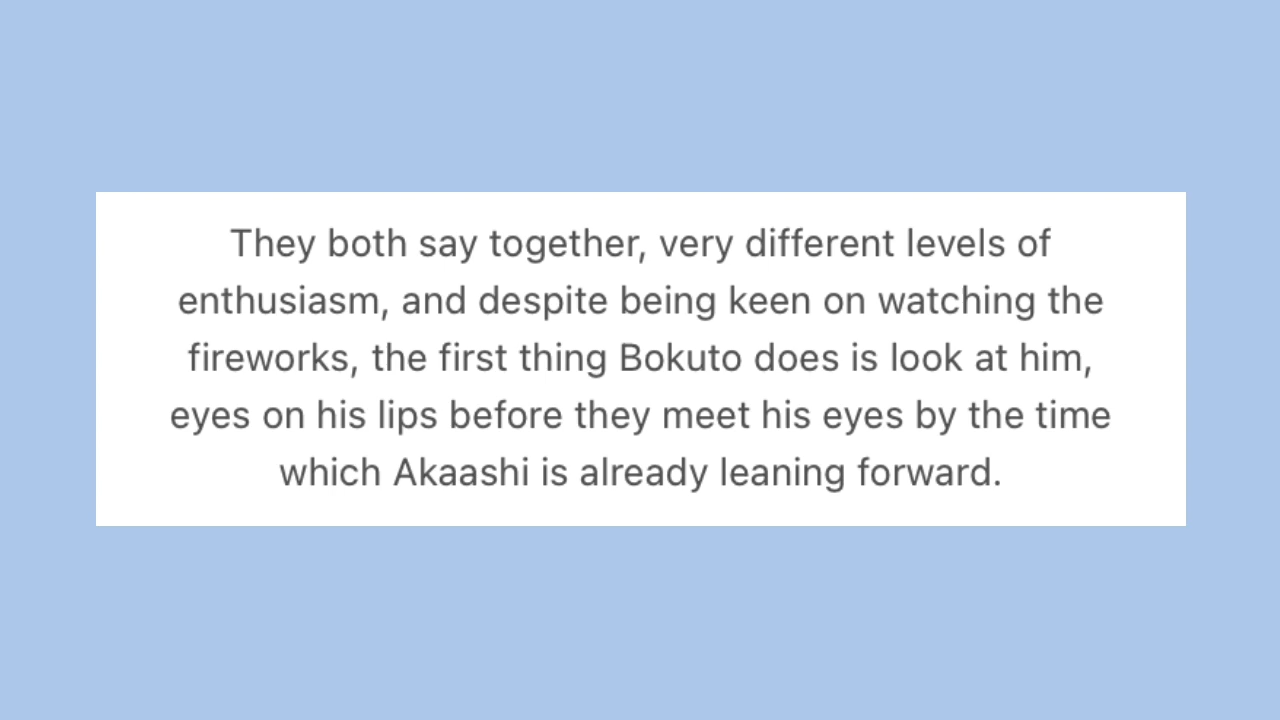 They both say together, very different levels of
enthusiasm, and despite being keen on watching the
fireworks, the first thing Bokuto does is look at him,
eyes on his lips before they meet his eyes by the time
which Akaashi is already leaning forward.